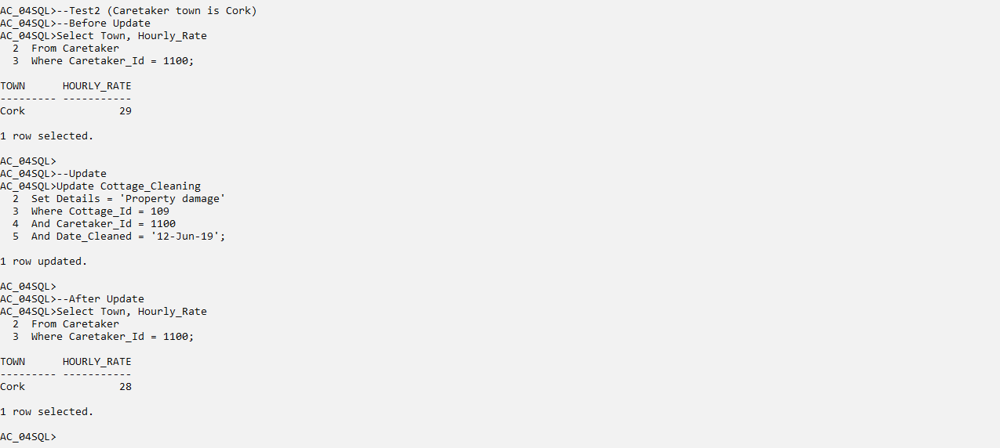 AC_04SQL>--Test2 (Caretaker town is Cork)
AC_04SQL>--Before Update
AC_04SQL>Select Town, Hourly_Rate
  2  From Caretaker
  3  Where Caretaker_Id = 1100;

TOWN      HOURLY_RATE
--------- -----------
Cork               29

1 row selected.

AC_04SQL>
AC_04SQL>--Update
AC_04SQL>Update Cottage_Cleaning
  2  Set Details = 'Property damage'
  3  Where Cottage_Id = 109
  4  And Caretaker_Id = 1100
  5  And Date_Cleaned = '12-Jun-19';

1 row updated.

AC_04SQL>
AC_04SQL>--After Update
AC_04SQL>Select Town, Hourly_Rate
  2  From Caretaker
  3  Where Caretaker_Id = 1100;

TOWN      HOURLY_RATE
--------- -----------
Cork               28

1 row selected.

AC_04SQL>